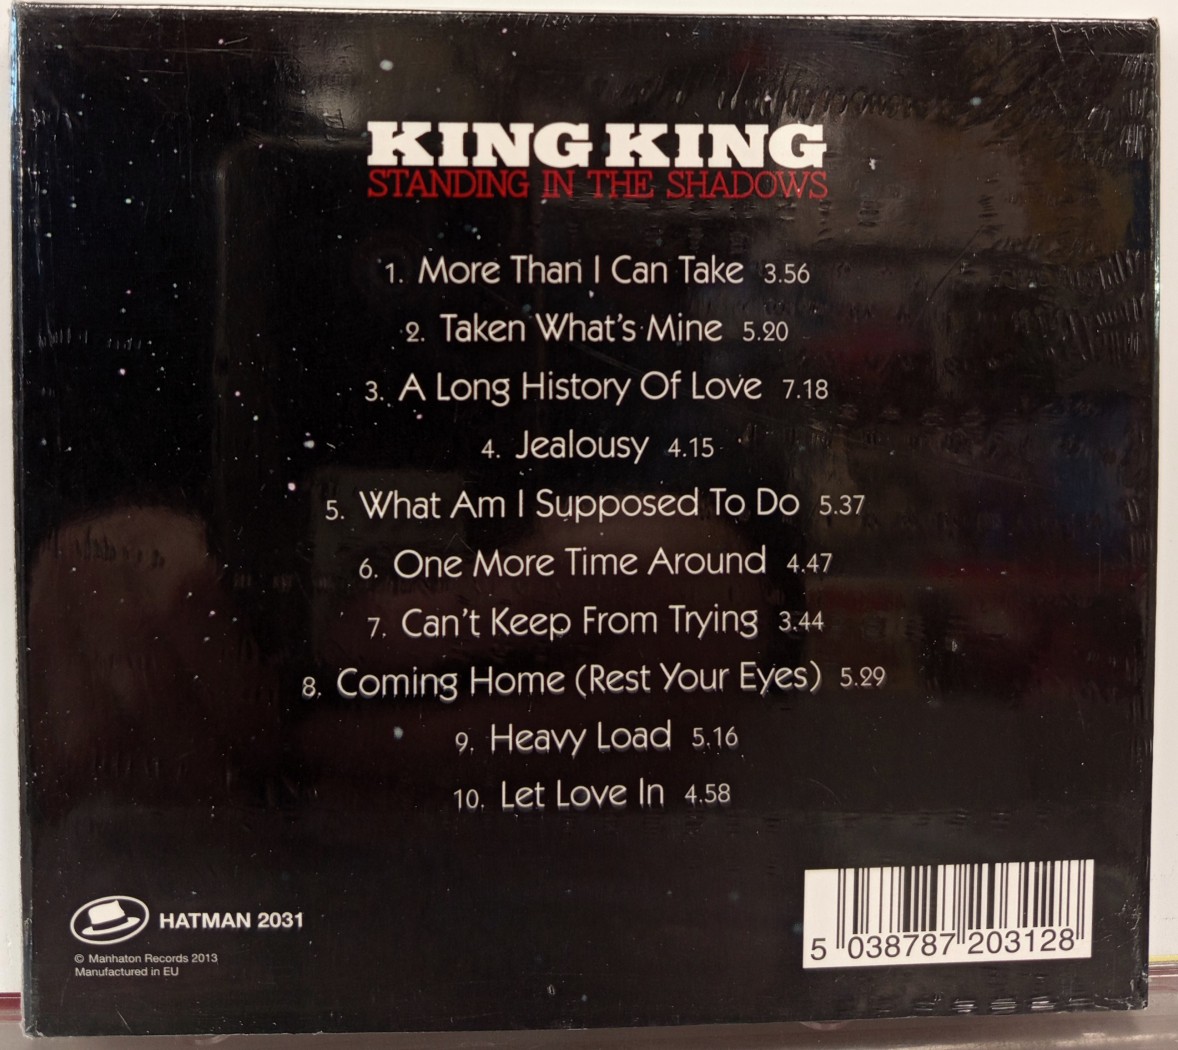 KING KING
STANDING IN THE SHADOWS
1. More Than I Can Take 3.56
2. Taken What's Mine 5.20
3. A Long History Of Love 7.18
4. Jealousy 4.15
5. What Am I Supposed To Do 5.37
6. One More Time Around 4.47
7. Can't Keep From Trying 3.44
8. Coming Home (Rest Your Eyes) 5.29
9. Heavy Load 5.16
10. Let Love In 4.58
HATMAN 2031
© Manhaton Records 2013
Manufactured in EU
5 038787 203128